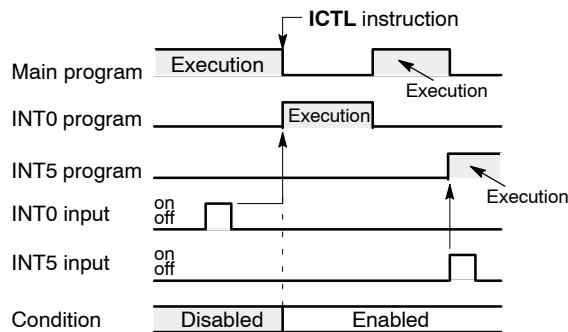 ICTL instruction
Main program
Execution
Execution
INT0 program
Execution
INT5 program
Execution
INT0 input
on
off
INT5 input
on
off
Condition
Disabled
Enabled